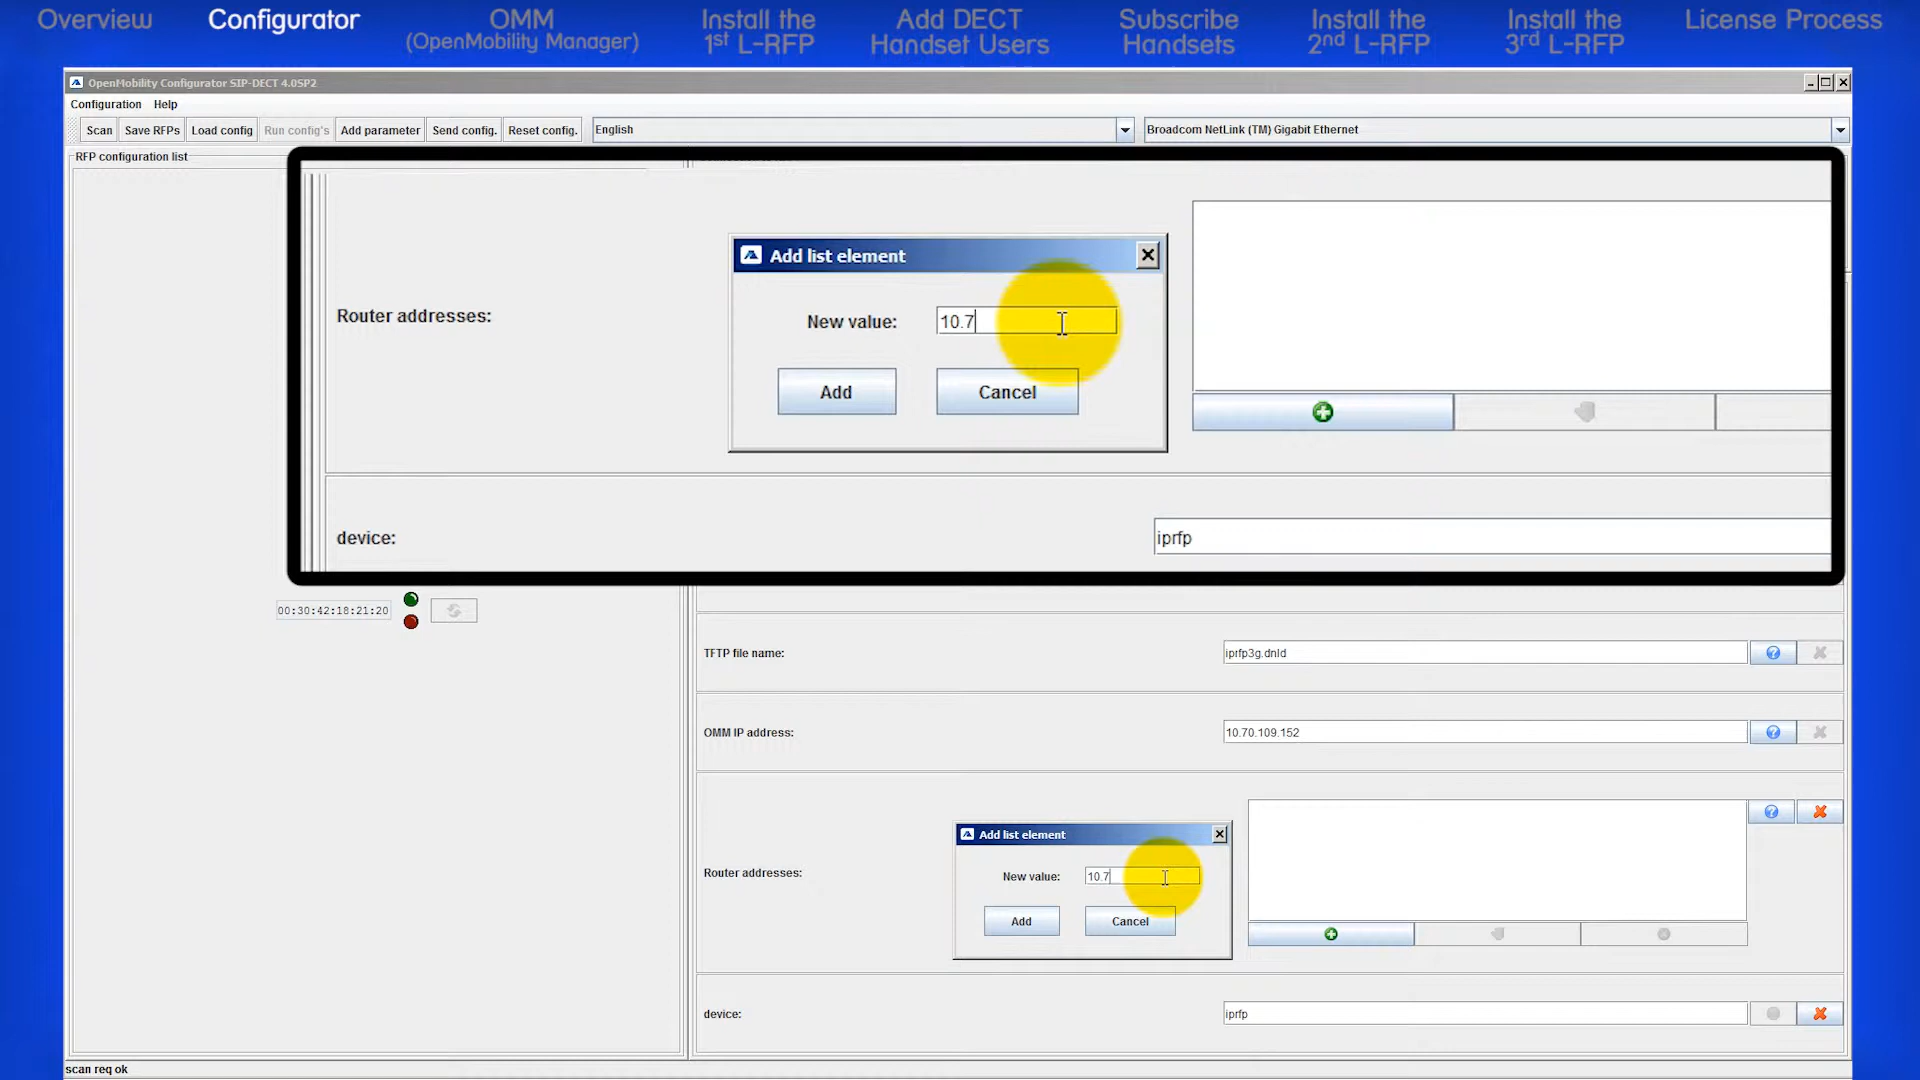 Overview
Configurator
OMM
(OpenMobility Manager)
Install the
1st L-RFP
Add DECT
Handset Users
Subscribe
Handsets
Install the
2nd L-RFP
Install the
3rd L-RFP
License Process
OpenMobility Configurator SIP-DECT 4.0SP2
Configuration Help
Scan Save RFPs Load config Run config's Add parameter Send config. Reset config. English Broadcom NetLink (TM) Gigabit Ethernet
RFP configuration list
Add list element
Router addresses:
New value: 10.7
Add Cancel
device: iprfp
00:30:42:18:21:20
TFTP file name: iprfp3g.dnld
OMM IP address: 10.70.109.152
Add list element
Router addresses:
New value: 10.7
Add Cancel
device: iprfp
scan req ok